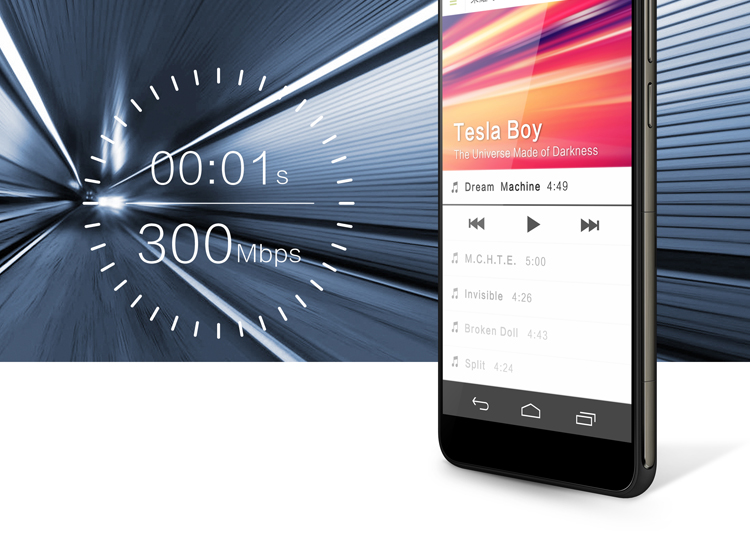 00:01s
300Mbps
Tesla Boy
The Universe Made of Darkness
Dream Machine 4:49
M.C.H.T.E. 5:00
Invisible 4:26
Broken Doll 4:43
Split 4:24